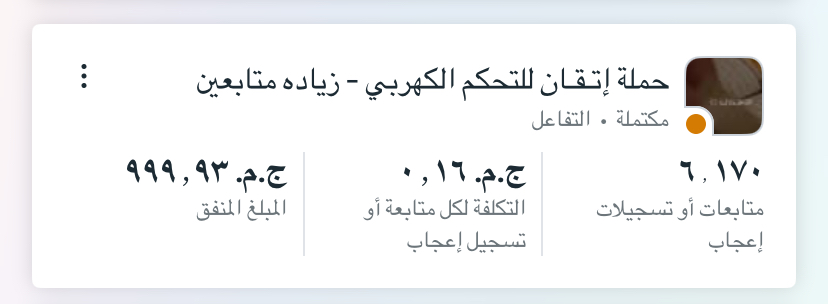 حملة إتـقـان للتحكم الكهربي - زياده متابعين
مكتملة • التفاعل
٦,١٧٠
متابعات أو تسجيلات
إعجاب
ج.م. ٠,١٦
التكلفة لكل متابعة أو
تسجيل إعجاب
ج.م. ٩٩٩,٩٣
المبلغ المنفق